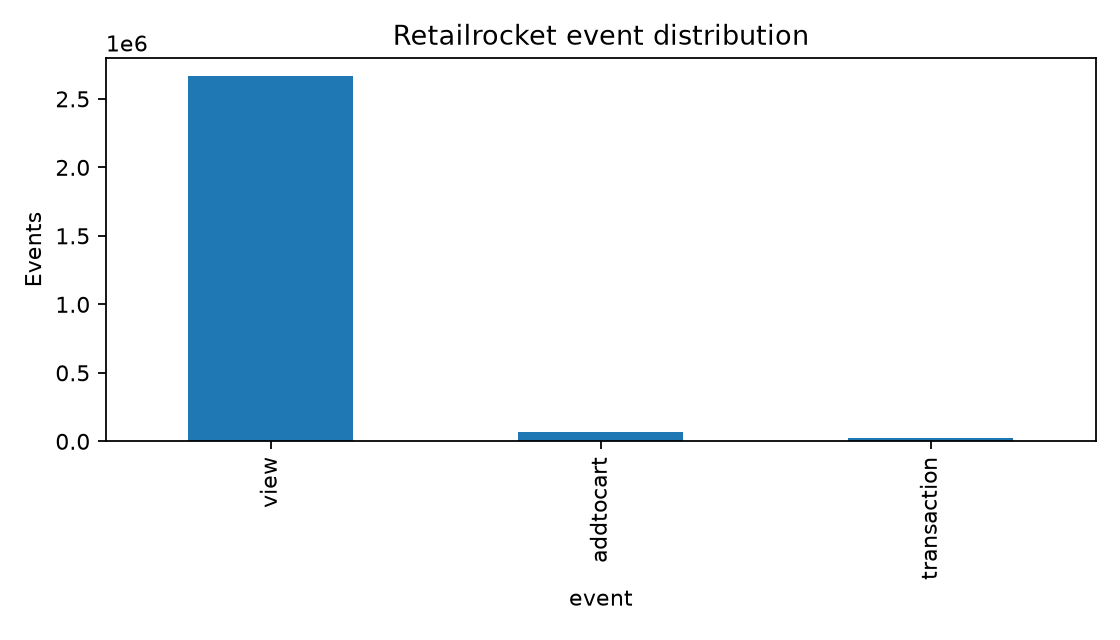 Retailrocket event distribution
1e6
2.5
2.0
1.5
1.0
0.5
0.0
Events
view
addtocart
transaction
event